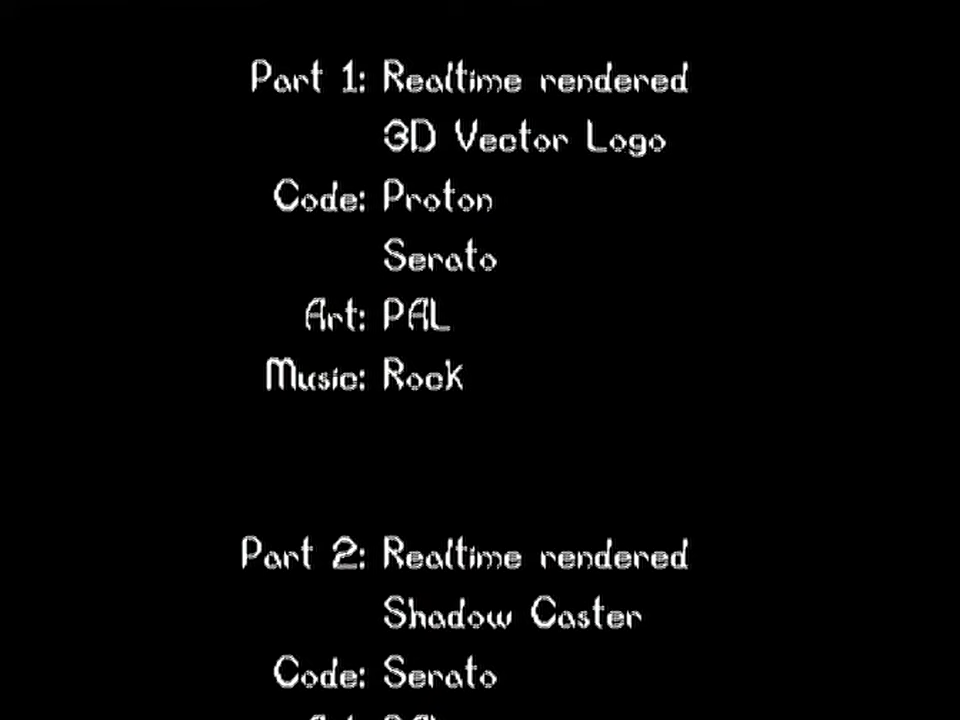 Part 1: Realtime rendered
3D Vector Logo
Code: Proton
Serato
Art: PAL
Music: Rock
Part 2: Realtime rendered
Shadow Caster
Code: Serato